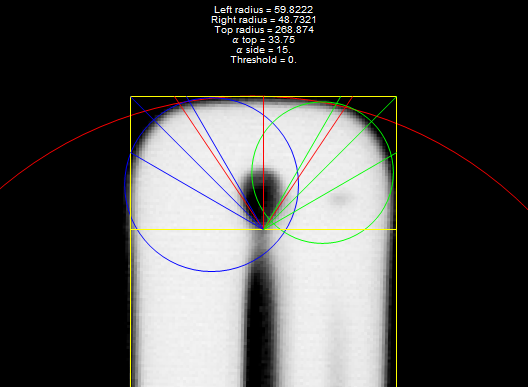 Left radius = 59.8222
Right radius = 48.7321
Top radius = 268.874
α top = 33.75
α side = 15.
Threshold = 0.